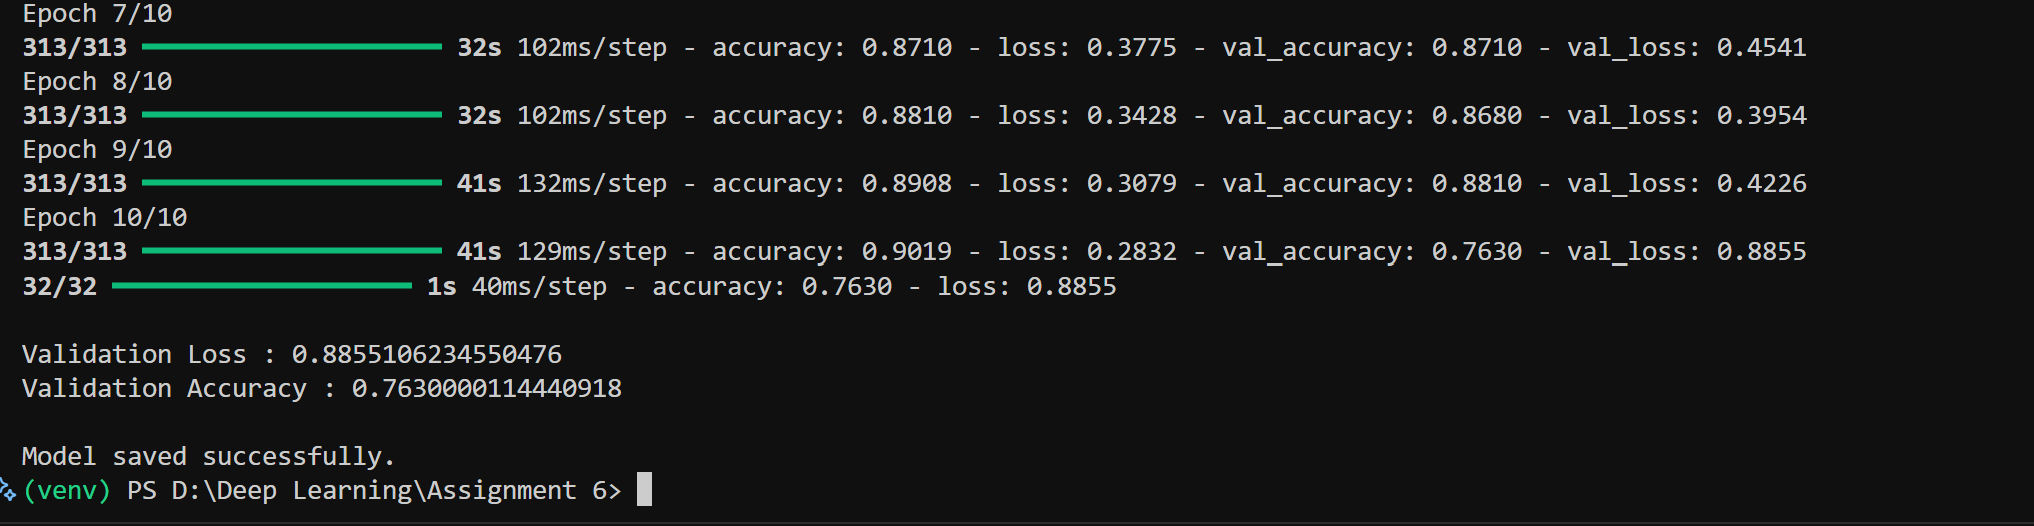 Epoch 7/10
313/313 ━━━━━━━━━━━━━━━━━━━━ 32s 102ms/step - accuracy: 0.8710 - loss: 0.3775 - val_accuracy: 0.8710 - val_loss: 0.4541
Epoch 8/10
313/313 ━━━━━━━━━━━━━━━━━━━━ 32s 102ms/step - accuracy: 0.8810 - loss: 0.3428 - val_accuracy: 0.8680 - val_loss: 0.3954
Epoch 9/10
313/313 ━━━━━━━━━━━━━━━━━━━━ 41s 132ms/step - accuracy: 0.8908 - loss: 0.3079 - val_accuracy: 0.8810 - val_loss: 0.4226
Epoch 10/10
313/313 ━━━━━━━━━━━━━━━━━━━━ 41s 129ms/step - accuracy: 0.9019 - loss: 0.2832 - val_accuracy: 0.7630 - val_loss: 0.8855
32/32 ━━━━━━━━━━━━━━━━━━━━ 1s 40ms/step - accuracy: 0.7630 - loss: 0.8855
Validation Loss : 0.8855106234550476
Validation Accuracy : 0.7630000114440918
Model saved successfully.
(venv) PS D:\Deep Learning\Assignment 6>